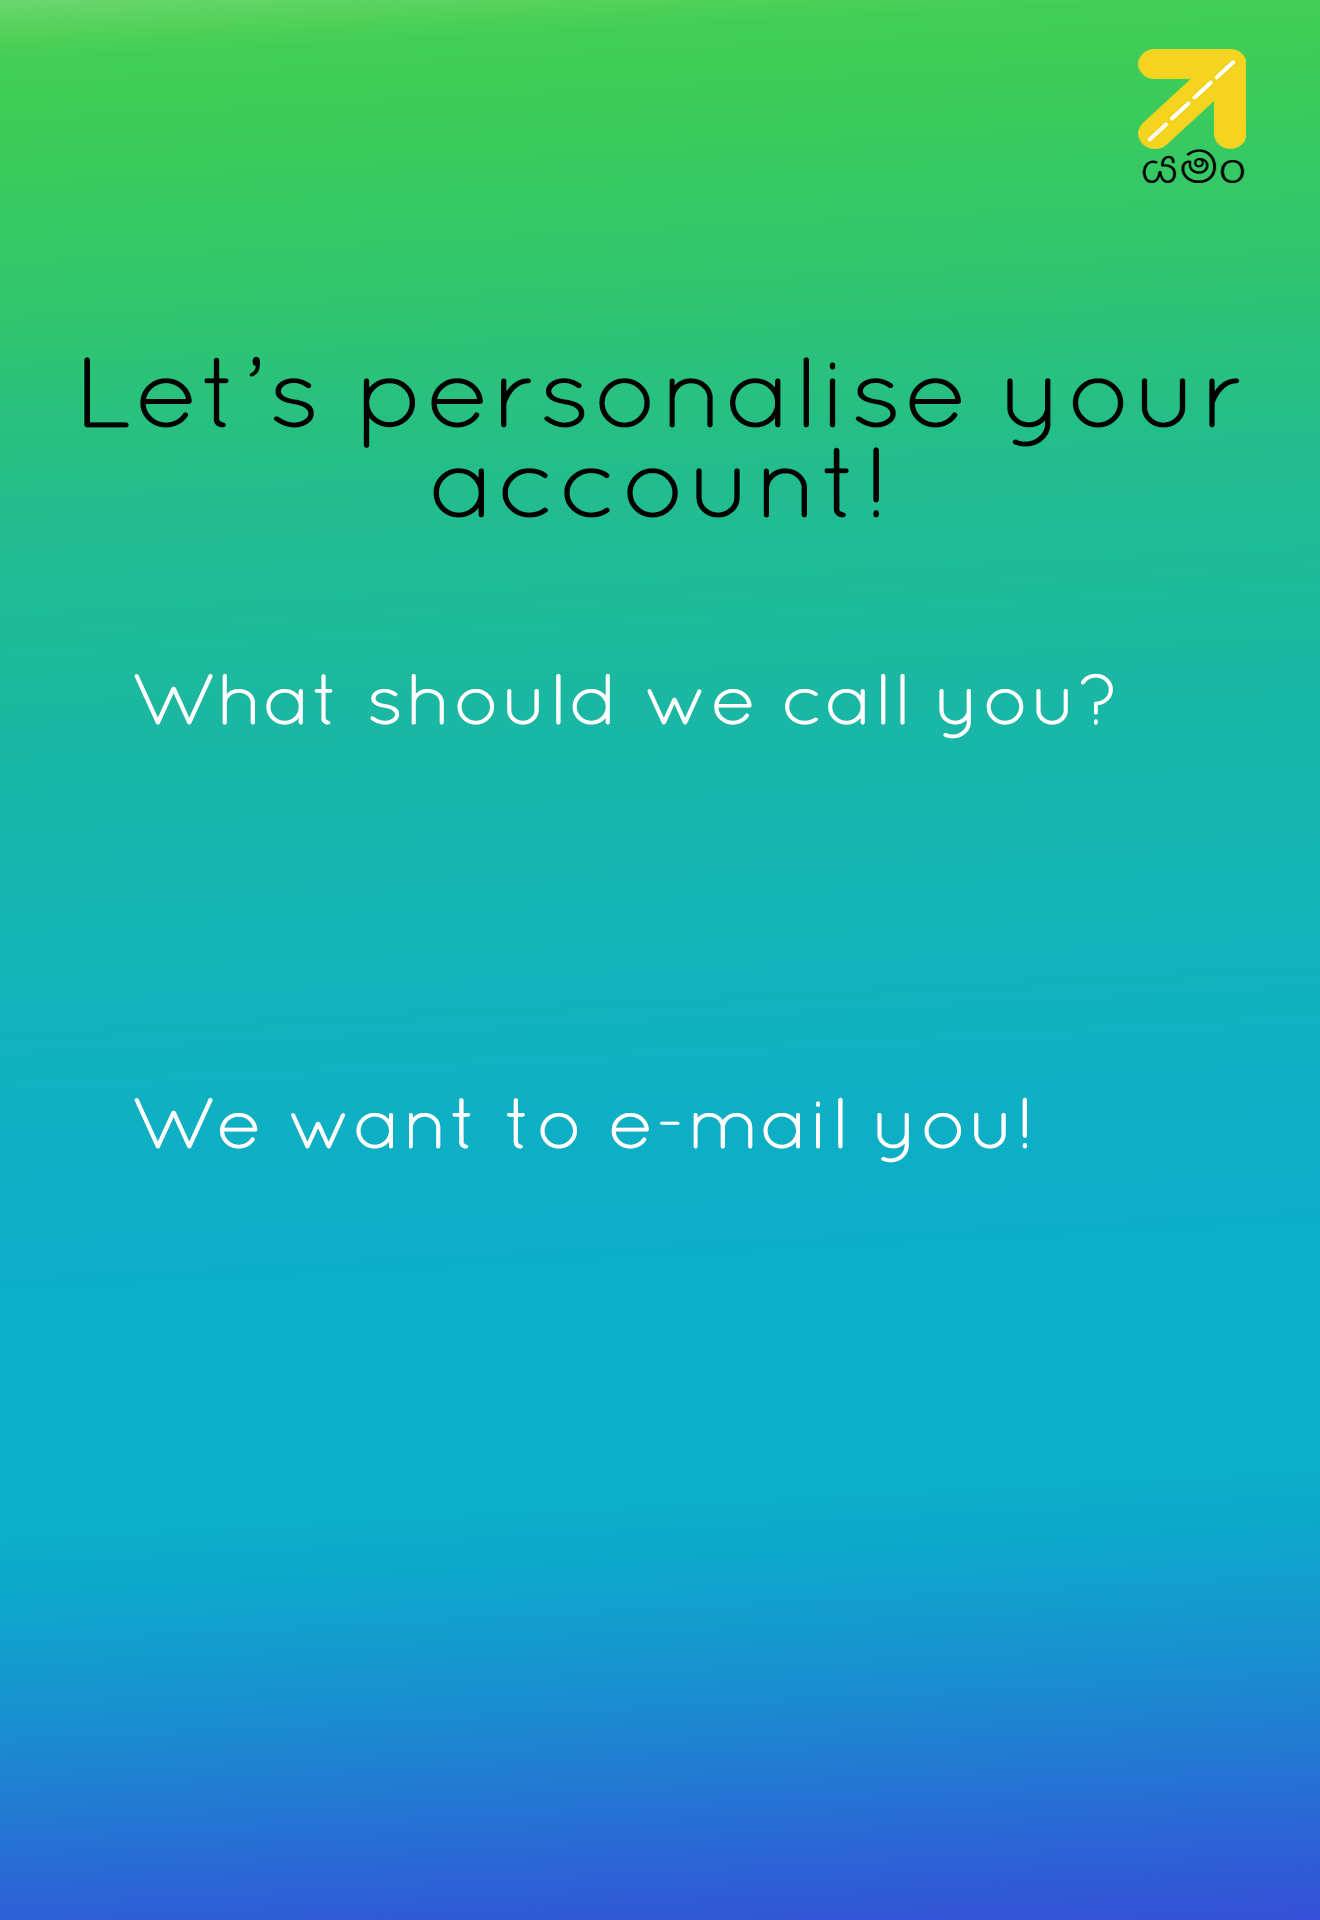 යමං
Let’s personalise your
account!
What should we call you?
We want to e-mail you!